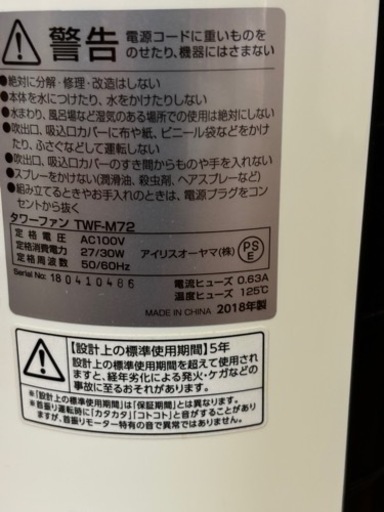 警告
電源コードに重いものを
のせたり、機器にはさまない
●絶対に分解・修理・改造はしない
●本体を水につけたり、水をかけたりしない
●水まわり、風呂場など湿気のある場所での使用は絶対にしない
●吹出口、吸込口カバーに布や紙、ビニール袋などをかけ
たり、ふさぐなどして運転しない
●吹出口、吸込口カバーのすき間からものや手を入れない
●スプレーをかけない(潤滑油、殺虫剤、ヘアスプレーなど)
●組み立てるときやお手入れのときは、電源プラグをコン
セントから抜く
タワーファン TWF-M72
定格電圧 AC100V
定格消費電力 27/30W アイリスオーヤマ(株)
定格周波数 50/60Hz
PS
E
Serial No: 180410486
電流ヒューズ 0.63A
温度ヒューズ 125℃
MADE IN CHINA 2018年製
【設計上の標準使用期間】5年
設計上の標準使用期間を超えて使用され
ますと、経年劣化による発火・ケガなどの
事故に至るおそれがあります。
※「設計上の標準使用期間」は「保証期間」とは異なります。
※首振り運転時に「カタカタ」「コトコト」と音がすることがあり
ますが、首振りモーター特有の音で異常ではありません。